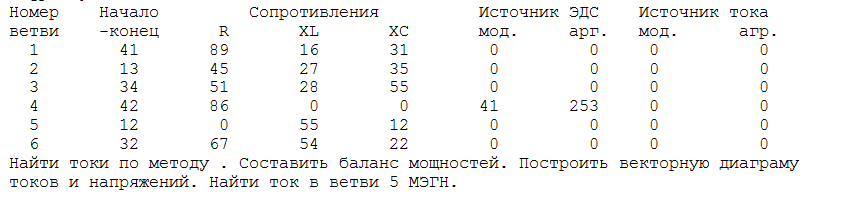 Номер Начало Сопротивления Источник ЭДС Источник тока
ветви -конец R XL XC мод. арг. мод. агр.
1 41 89 16 31 0 0 0 0
2 13 45 27 35 0 0 0 0
3 34 51 28 55 0 0 0 0
4 42 86 0 0 41 253 0 0
5 12 0 55 12 0 0 0 0
6 32 67 54 22 0 0 0 0
Найти токи по методу . Составить баланс мощностей. Построить векторную диаграму
токов и напряжений. Найти ток в ветви 5 МЭГН.